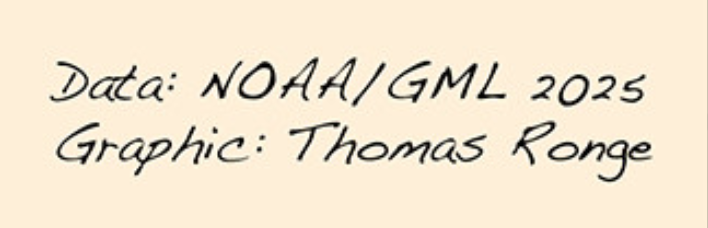 Data: NOAA/GML 2025
Graphic: Thomas Ronge